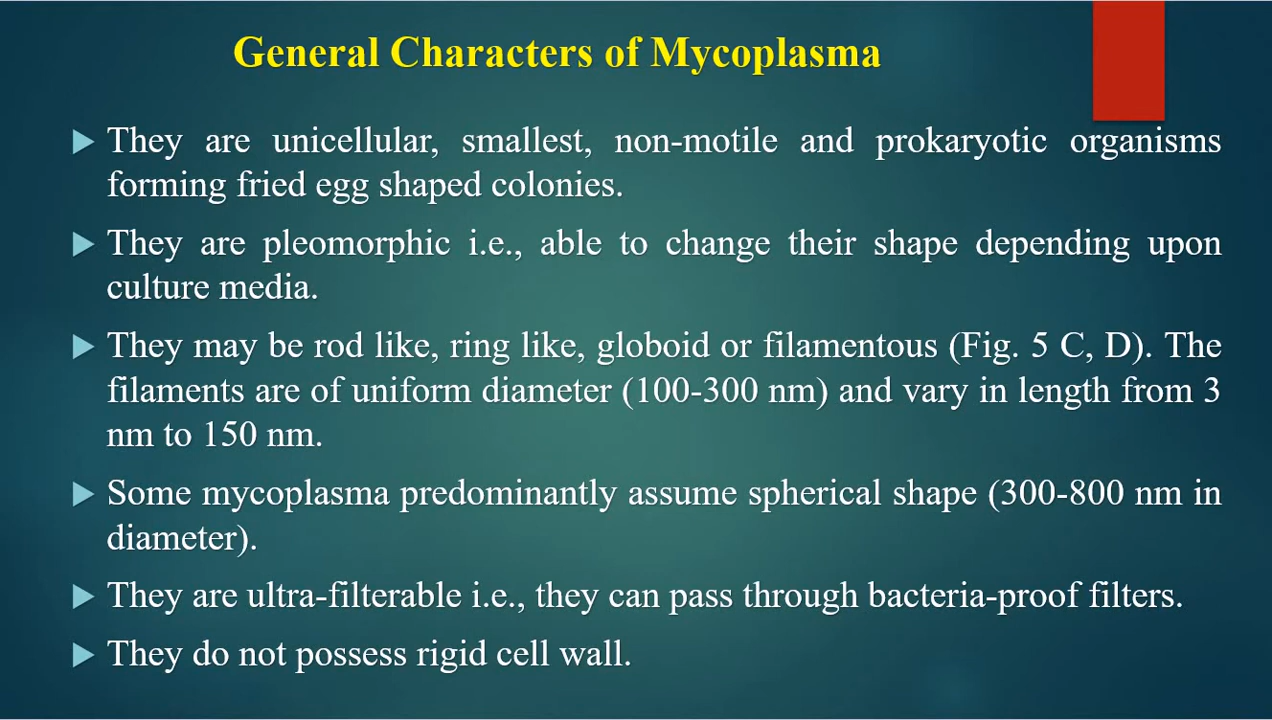 General Characters of Mycoplasma
They are unicellular, smallest, non-motile and prokaryotic organisms
forming fried egg shaped colonies.
They are pleomorphic i.e., able to change their shape depending upon
culture media.
They may be rod like, ring like, globoid or filamentous (Fig. 5 C, D). The
filaments are of uniform diameter (100-300 nm) and vary in length from 3
nm to 150 nm.
Some mycoplasma predominantly assume spherical shape (300-800 nm in
diameter).
They are ultra-filterable i.e., they can pass through bacteria-proof filters.
They do not possess rigid cell wall.